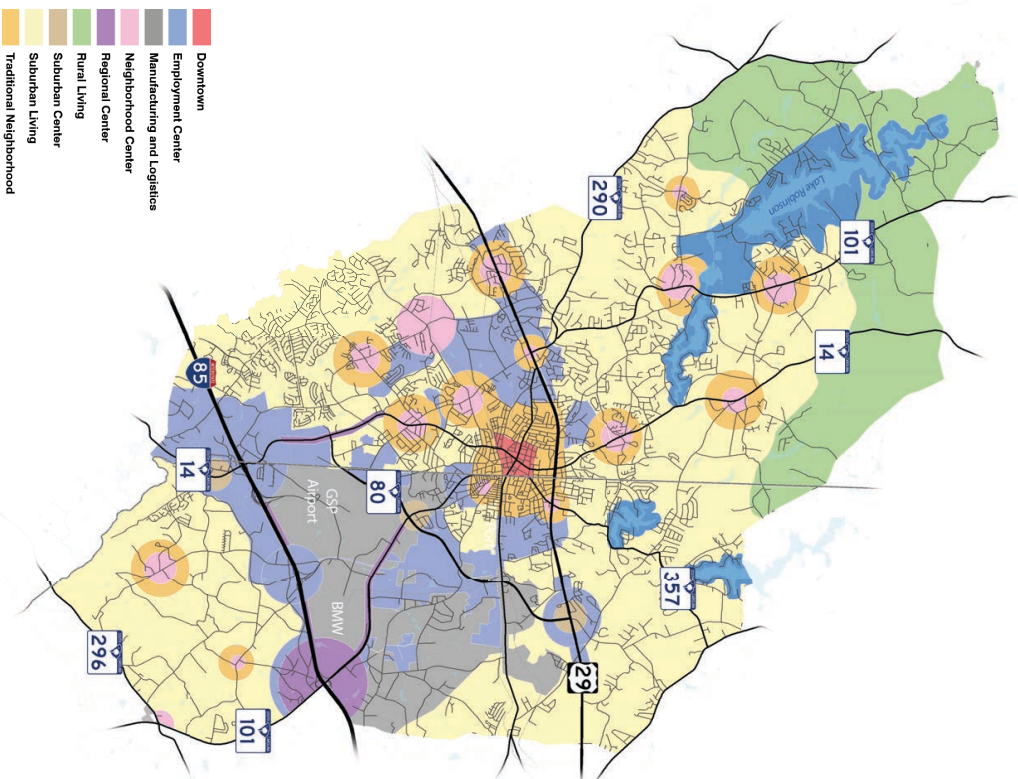 Downtown
Employment Center
Manufacturing and Logistics
Neighborhood Center
Regional Center
Rural Living
Suburban Center
Suburban Living
Traditional Neighborhood
Lake Robinson
290
101
14
85
14
80
GSP
Airport
BMW
357
29
296
101